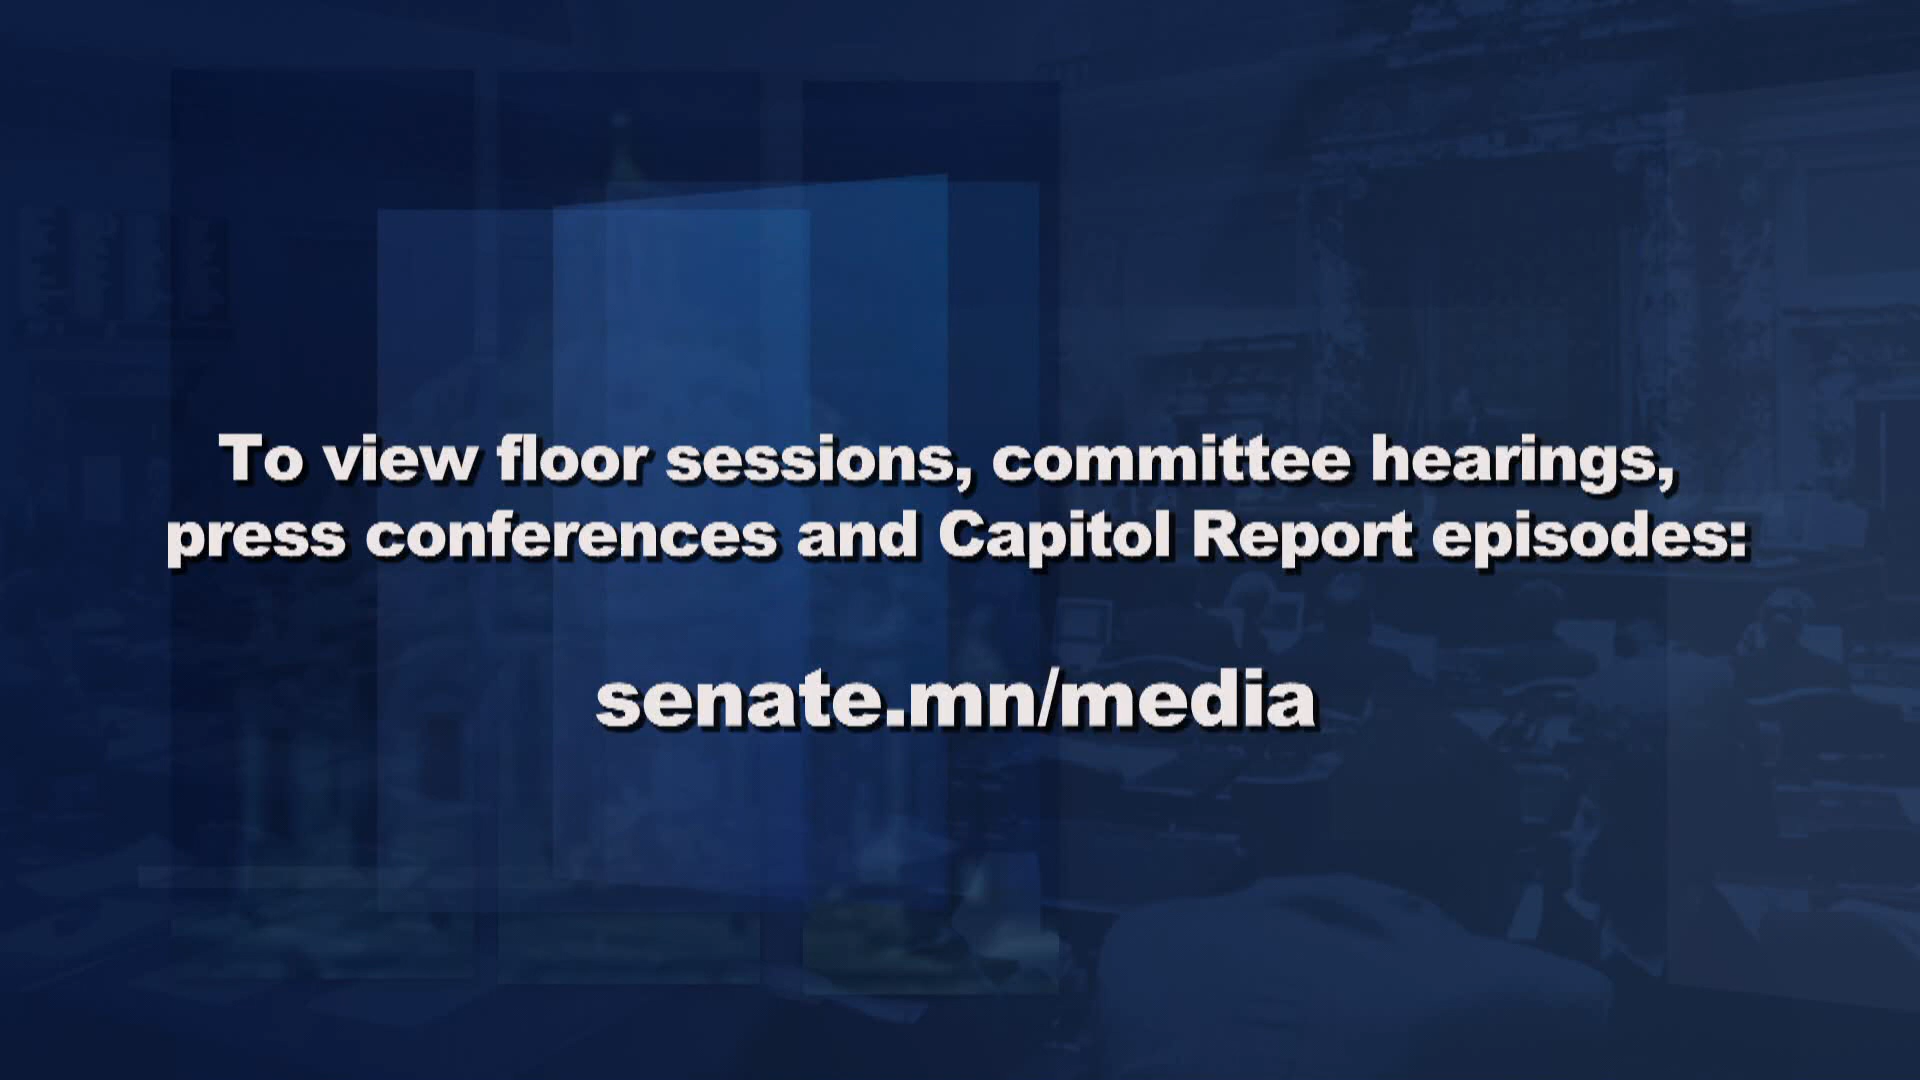 To view floor sessions, committee hearings,
press conferences and Capitol Report episodes:
senate.mn/media